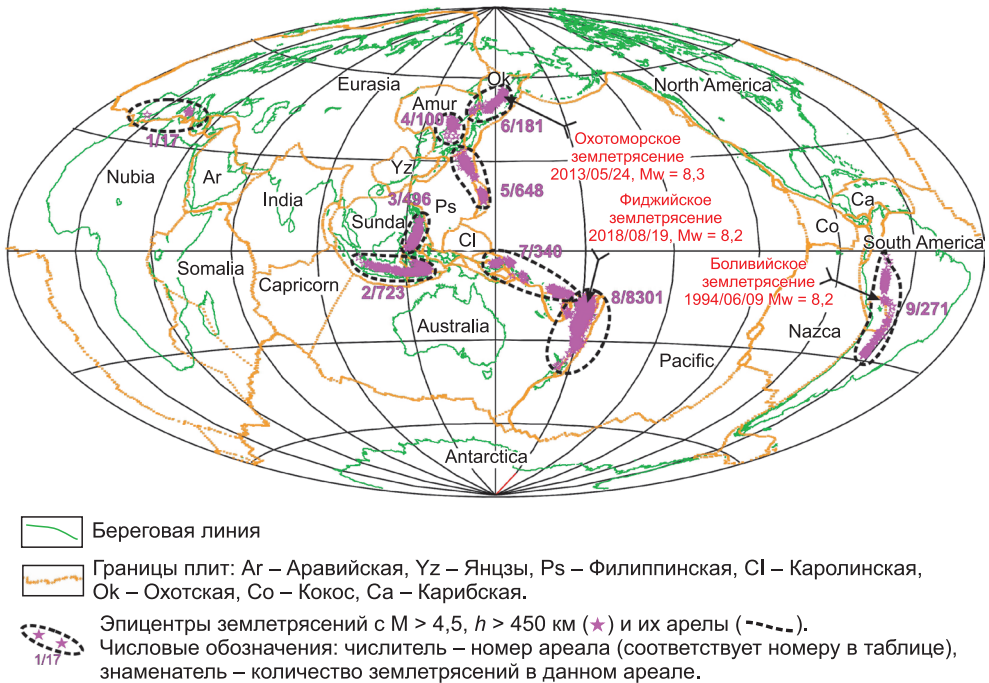 Eurasia
North America
Ok
Amur
4/109
6/181
1/17
Охотоморское
землетрясение
2013/05/24, Mw = 8,3
Nubia
Ar
India
Yz
5/648
3/496
Ps
Sunda
Фиджийское
землетрясение
2018/08/19, Mw = 8,2
Ca
Co
South America
Cl
7/340
Somalia
Capricorn
2/723
8/8301
Боливийское
землетрясение
1994/06/09 Mw = 8,2
9/271
Australia
Nazca
Pacific
Antarctica
Береговая линия
Границы плит: Ar – Аравийская, Yz – Янцзы, Ps – Филиппинская, Cl – Каролинская,
Ok – Охотская, Co – Кокос, Ca – Карибская.
Эпицентры землетрясений с M > 4,5, h > 450 км (★) и их арелы (----).
1/17
Числовые обозначения: числитель – номер ареала (соответствует номеру в таблице),
знаменатель – количество землетрясений в данном ареале.